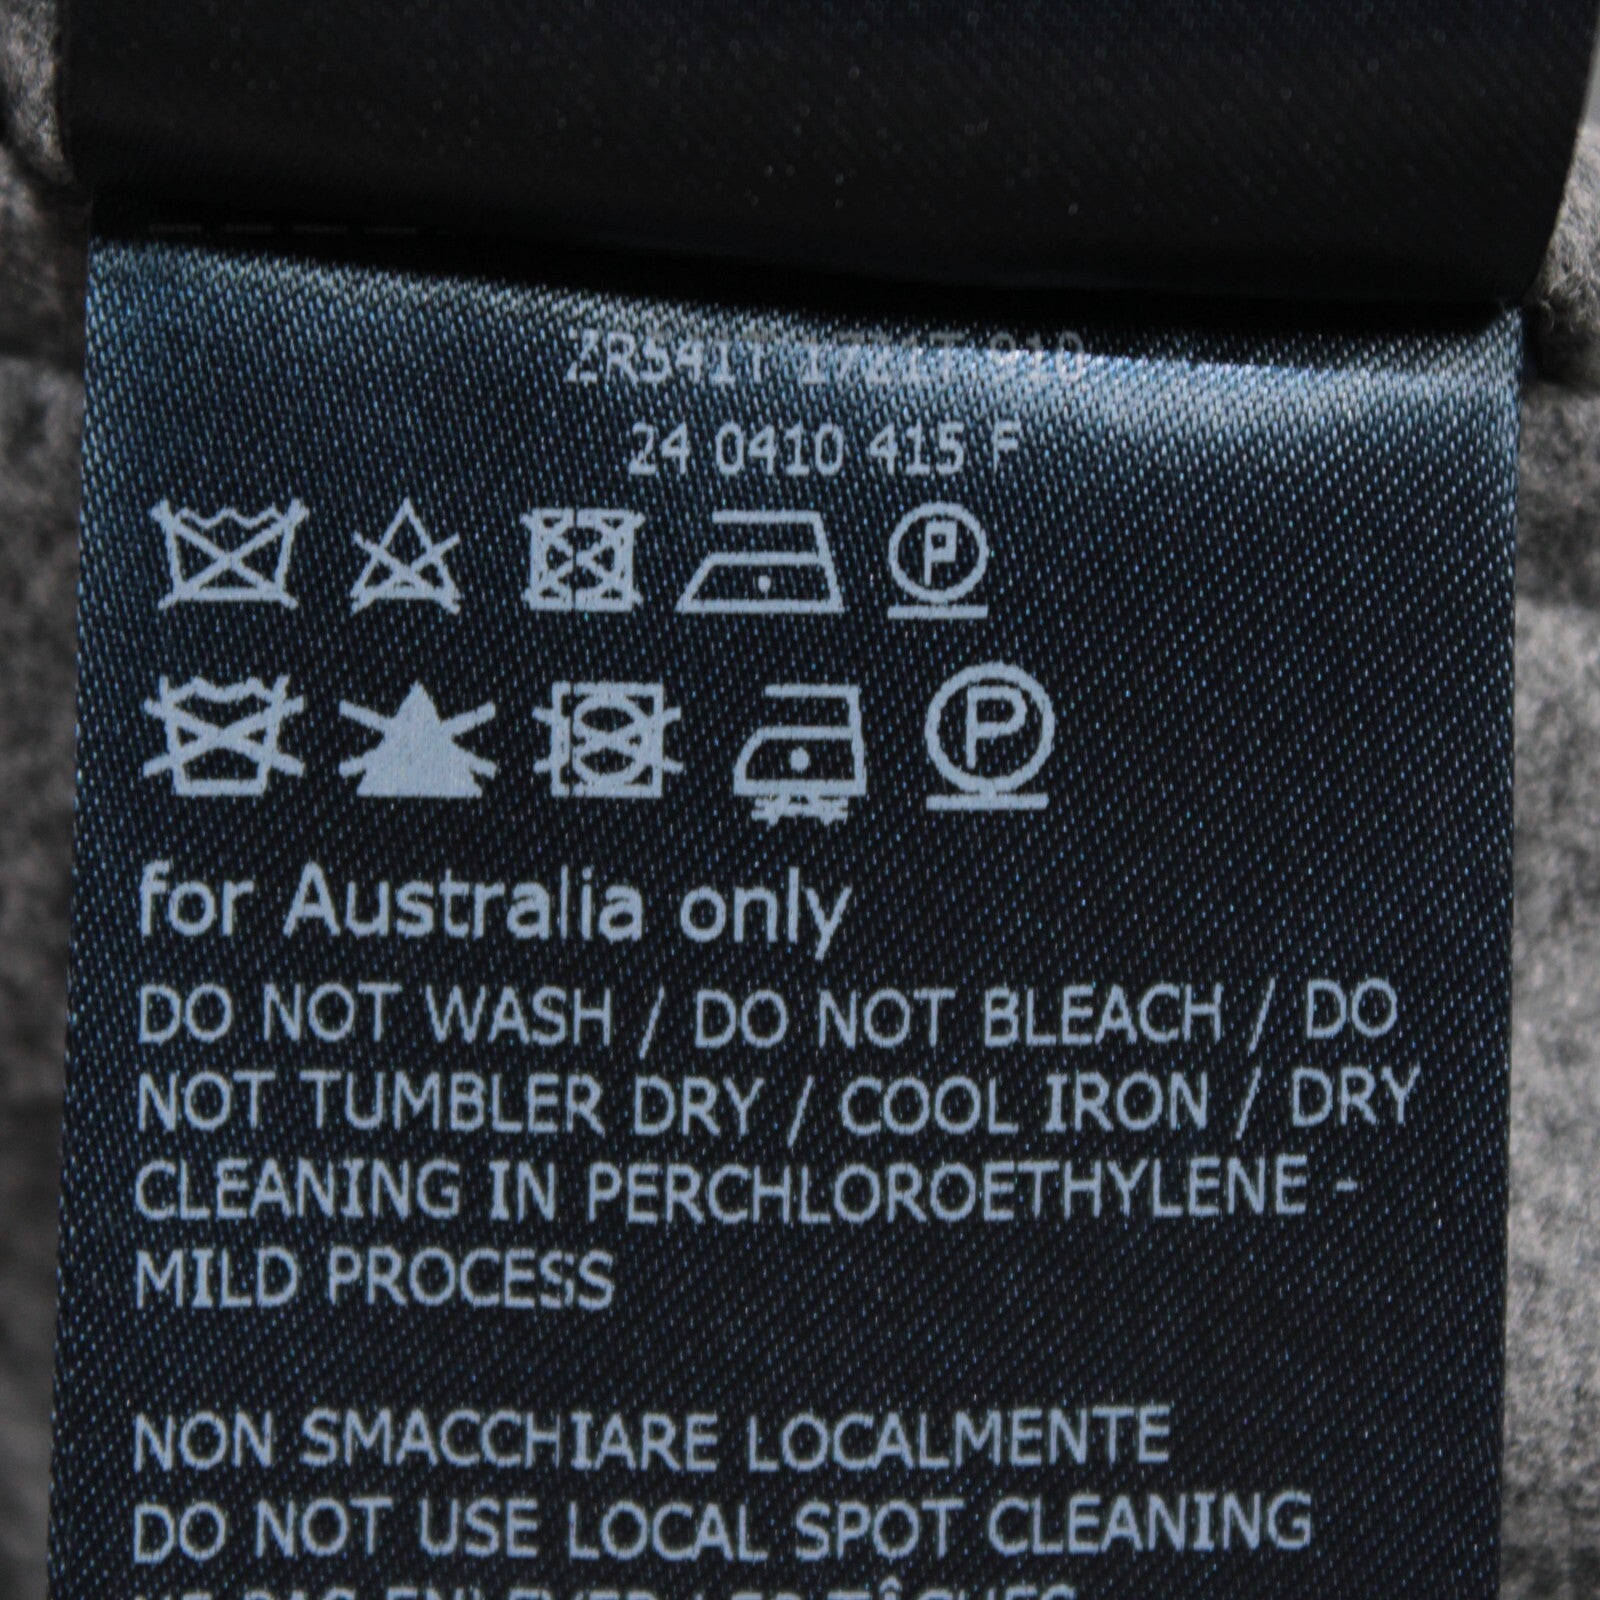 24 0410 415 F
P
P
for Australia only
DO NOT WASH / DO NOT BLEACH / DO
NOT TUMBLER DRY / COOL IRON / DRY
CLEANING IN PERCHLOROETHYLENE -
MILD PROCESS
NON SMACCHIARE LOCALMENTE
DO NOT USE LOCAL SPOT CLEANING